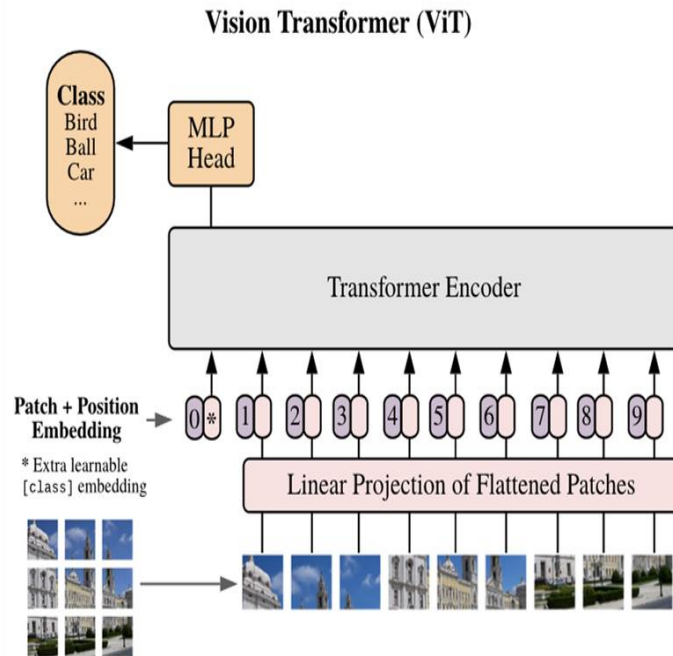 Vision Transformer (ViT)
Class
Bird
Ball
Car
...
MLP
Head
Transformer Encoder
Patch + Position
Embedding
0 * 1 2 3 4 5 6 7 8 9
* Extra learnable
[class] embedding
Linear Projection of Flattened Patches